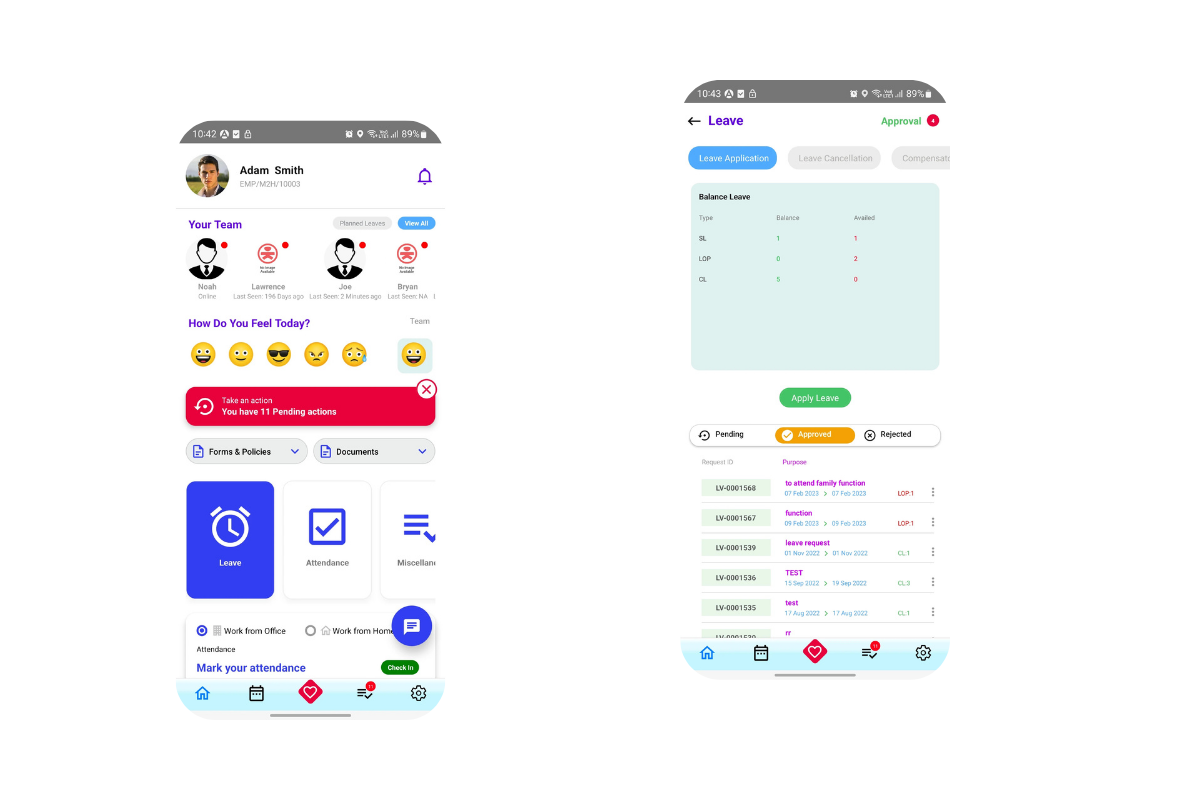 10:42
89%
Adam Smith
EMP/M2H/10003
Your Team
Planned Leaves
View All
No Image
Available
No Image
Available
Noah
Lawrence
Joe
Bryan
Online
Last Seen: 196 Days ago
Last Seen: 2 Minutes ago
Last Seen: NA
How Do You Feel Today?
Team
Take an action
You have 11 Pending actions
Forms & Policies
Documents
Leave
Attendance
Miscellane
Work from Office
Work from Home
Attendance
Mark your attendance
Check In
11
10:43
89%
Leave
Approval
4
Leave Application
Leave Cancellation
Compensato
Balance Leave
Type Balance Availed
SL 1 1
LOP 0 2
CL 5 0
Apply Leave
Pending
Approved
Rejected
Request ID Purpose
LV-0001568
to attend family function
07 Feb 2023 > 07 Feb 2023 LOP:1
LV-0001567
function
09 Feb 2023 > 09 Feb 2023 LOP:1
LV-0001539
leave request
01 Nov 2022 > 01 Nov 2022 CL:1
LV-0001536
TEST
15 Sep 2022 > 19 Sep 2022 CL:3
LV-0001535
test
17 Aug 2022 > 17 Aug 2022 CL:1
rr
11